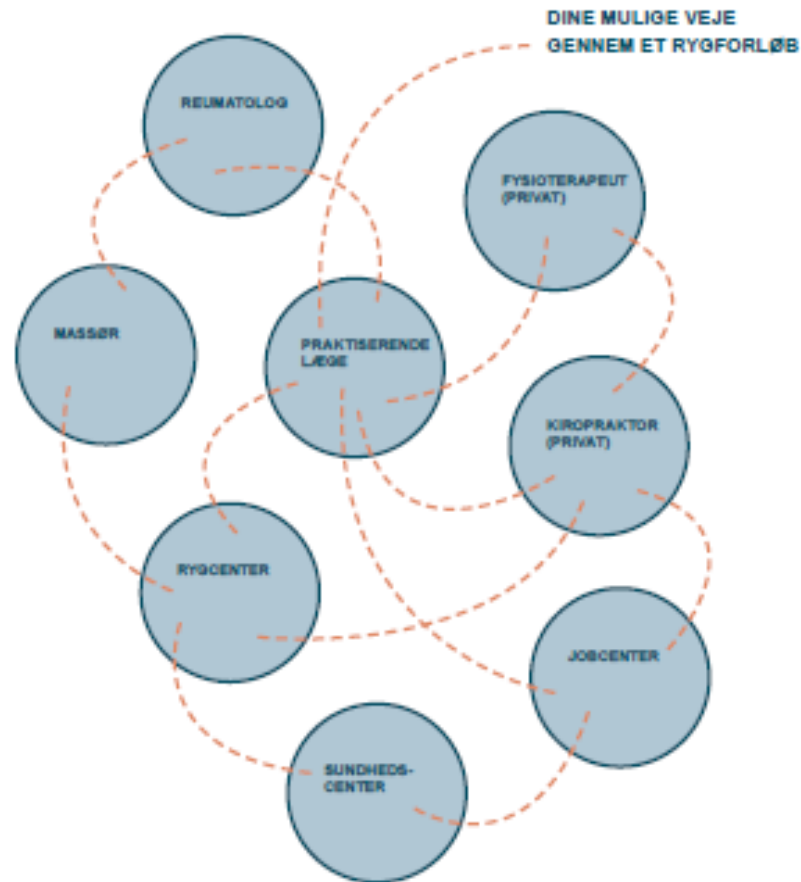 DINE MULIGE VEJE
GENNEM ET RYGFORLØB
REUMATOLOG
FYSIOTERAPEUT
(PRIVAT)
MASSØR
PRAKTISERENDE
LÆGE
KIROPRAKTOR
(PRIVAT)
RYGCENTER
JOBCENTER
SUNDHEDS-
CENTER